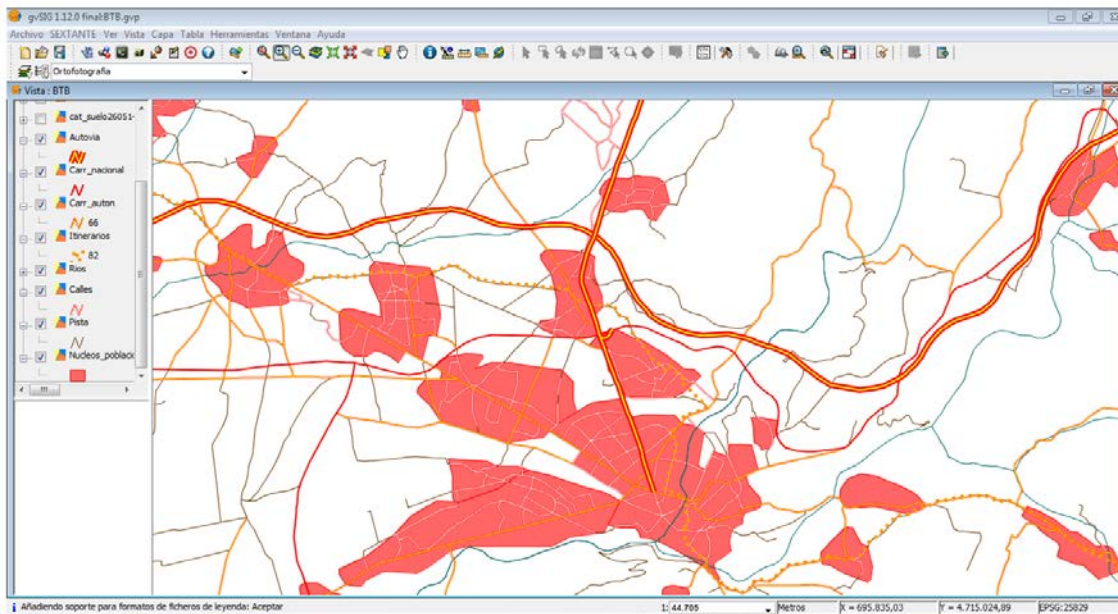 gvSIG 1.12.0 final:BTB.gvp
Archivo SEXTANTE Ver Vista Capa Tabla Herramientas Ventana Ayuda
Ortofotografia
Vista : BTB
cat_suelo26051-
Autovia
Carr_nacional
Carr_auton
66
Itinerarios
82
Rios
Calles
Pista
Nucleos_població
Añadiendo soporte para formatos de ficheros de leyenda: Aceptar
1: 44.705 Metros X = 695.835,03 Y = 4.715.024,89 EPSG:25829